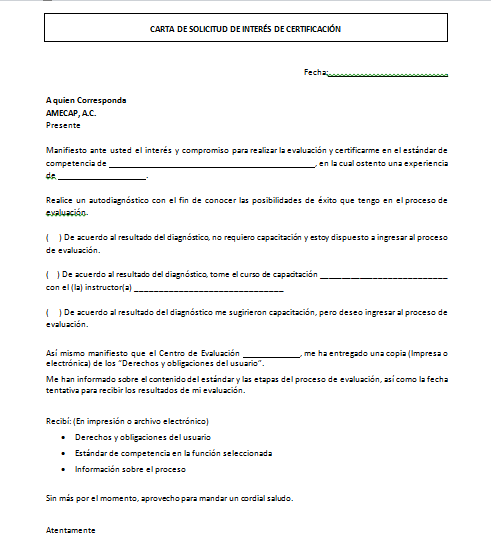 CARTA DE SOLICITUD DE INTERÉS DE CERTIFICACIÓN
Fecha:____________________
A quien Corresponda
AMECAP, A.C.
Presente
Manifiesto ante usted el interés y compromiso para realizar la evaluación y certificarme en el estándar de
competencia de ____________________, en la cual ostento una experiencia
de ____________________.
Realice un autodiagnóstico con el fin de conocer las posibilidades de éxito que tengo en el proceso de
evaluación.
( ) De acuerdo al resultado del diagnóstico, no requiero capacitación y estoy dispuesto a ingresar al proceso
de evaluación.
( ) De acuerdo al resultado del diagnóstico, tome el curso de capacitación ____________________
con el (la) instructor(a) ____________________
( ) De acuerdo al resultado del diagnóstico me sugirieron capacitación, pero deseo ingresar al proceso de
evaluación.
Así mismo manifiesto que el Centro de Evaluación _____________, me ha entregado una copia (Impresa o
electrónica) de los "Derechos y obligaciones del usuario".
Me han informado sobre el contenido del estándar y las etapas del proceso de evaluación, así como la fecha
tentativa para recibir los resultados de mi evaluación.
Recibí: (En impresión o archivo electrónico)
• Derechos y obligaciones del usuario
• Estándar de competencia en la función seleccionada
• Información sobre el proceso
Sin más por el momento, aprovecho para mandar un cordial saludo.
Atentamente